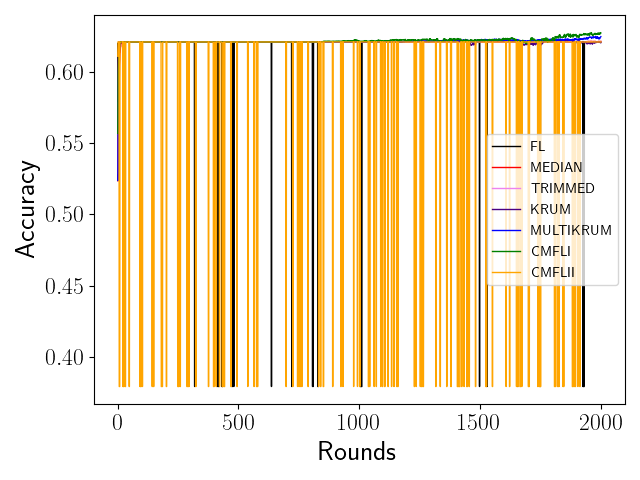 Accuracy
0.60
0.55
0.50
0.45
0.40
FL
MEDIAN
TRIMMED
KRUM
MULTIKRUM
CMFLI
CMFLII
0
500
1000
1500
2000
Rounds